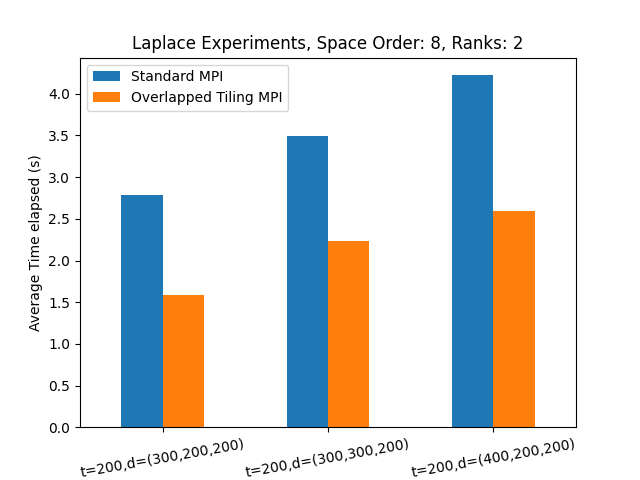 Laplace Experiments, Space Order: 8, Ranks: 2
Standard MPI
Overlapped Tiling MPI
Average Time elapsed (s)
4.0
3.5
3.0
2.5
2.0
1.5
1.0
0.5
0.0
t=200,d=(300,200,200)
t=200,d=(300,300,200)
t=200,d=(400,200,200)